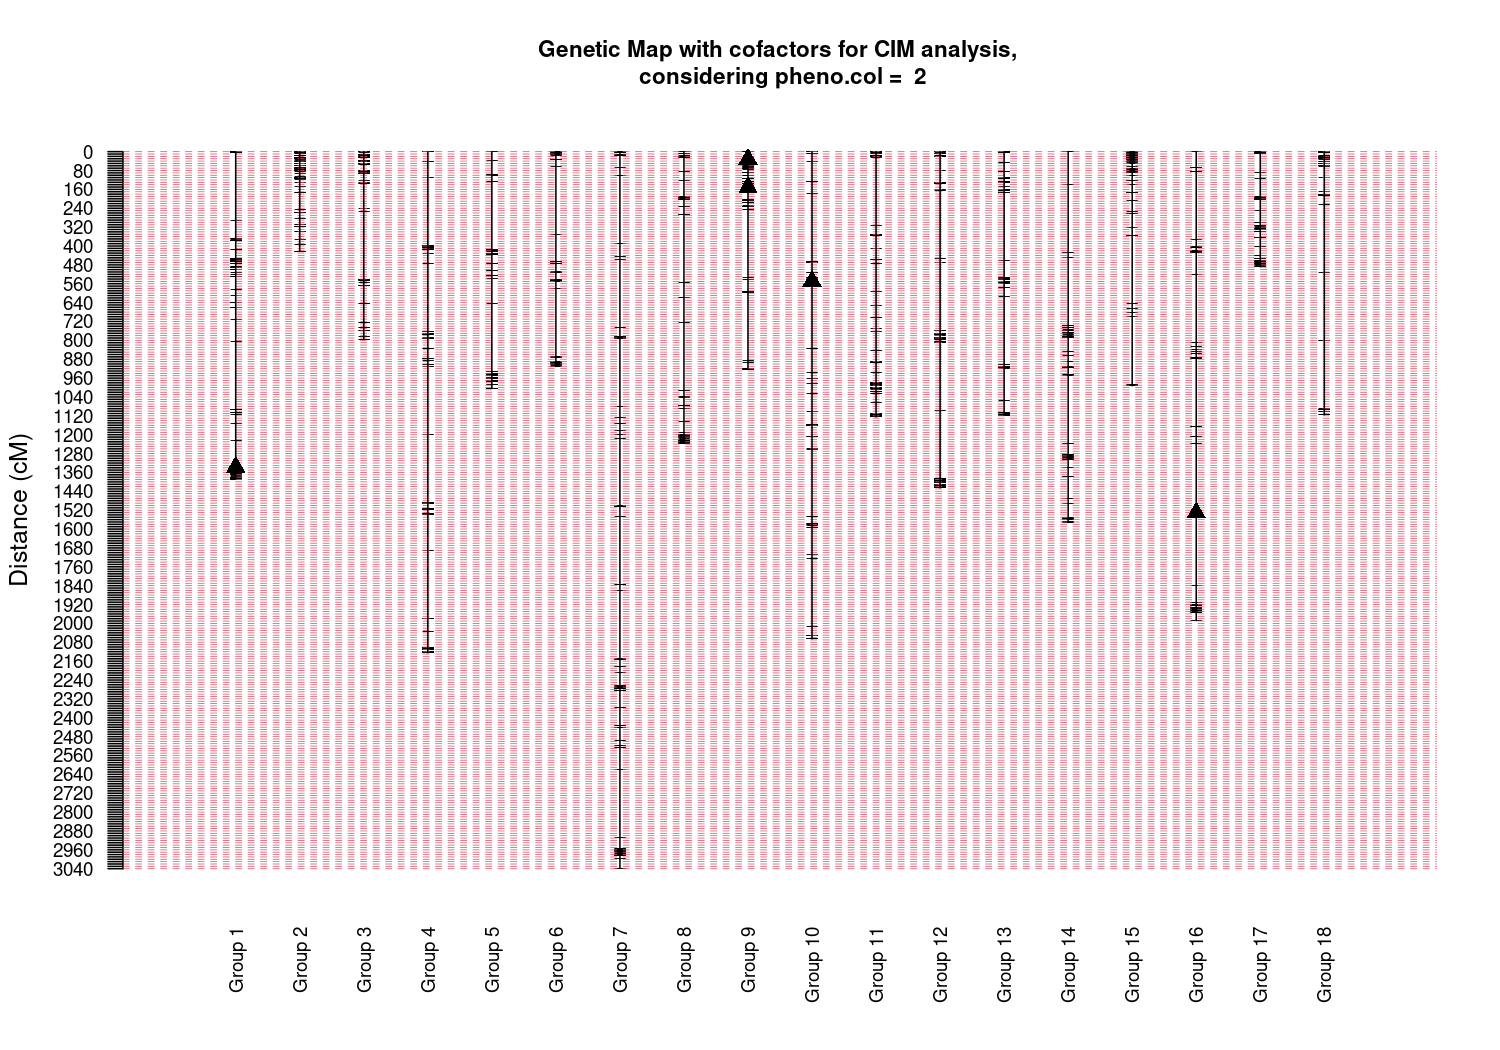 Genetic Map with cofactors for CIM analysis,
considering pheno.col =  2
Distance (cM)
0
80
160
240
320
400
480
560
640
720
800
880
960
1040
1120
1200
1280
1360
1440
1520
1600
1680
1760
1840
1920
2000
2080
2160
2240
2320
2400
2480
2560
2640
2720
2800
2880
2960
3040
Group 1
Group 2
Group 3
Group 4
Group 5
Group 6
Group 7
Group 8
Group 9
Group 10
Group 11
Group 12
Group 13
Group 14
Group 15
Group 16
Group 17
Group 18